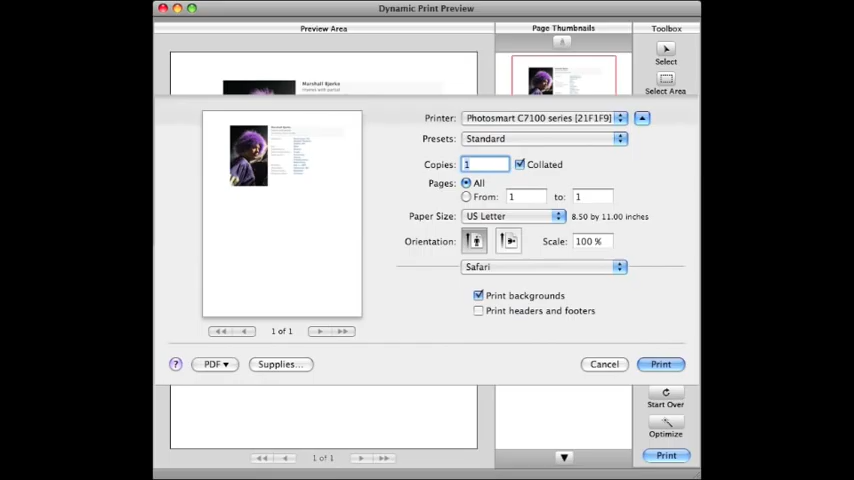 Dynamic Print Preview
Preview Area
Page Thumbnails
Toolbox
Select
Select Area
Marshall Bjerke
Printer: Photosmart C7100 series [21F1F9]
Presets: Standard
Copies: 1 Collated
Pages: All
From: 1 to: 1
Paper Size: US Letter 8.50 by 11.00 inches
Orientation: Scale: 100 %
Safari
Print backgrounds
Print headers and footers
1 of 1
? PDF Supplies... Cancel Print
Start Over
Optimize
1 of 1
Print